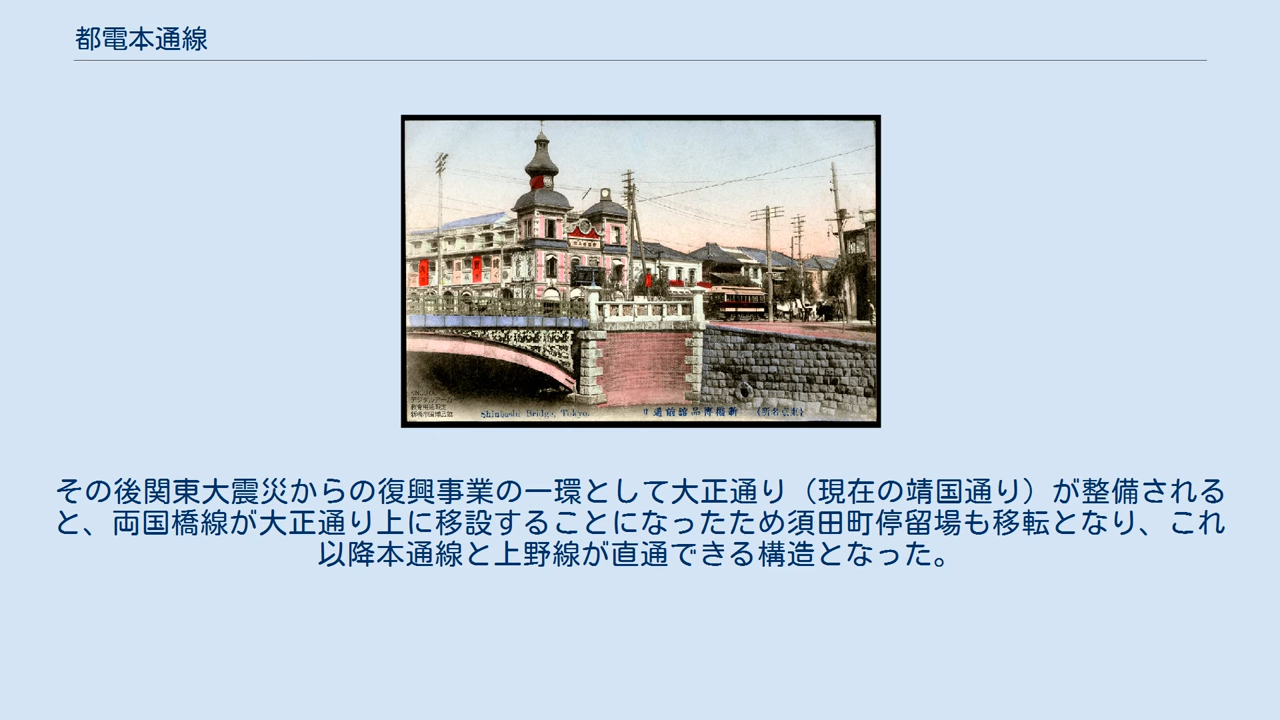 都電本通線
Shinbashi Bridge, Tokyo.
その後関東大震災からの復興事業の一環として大正通り（現在の靖国通り）が整備される
と、両国橋線が大正通り上に移設することになったため須田町停留場も移転となり、これ
以降本通線と上野線が直通できる構造となった。